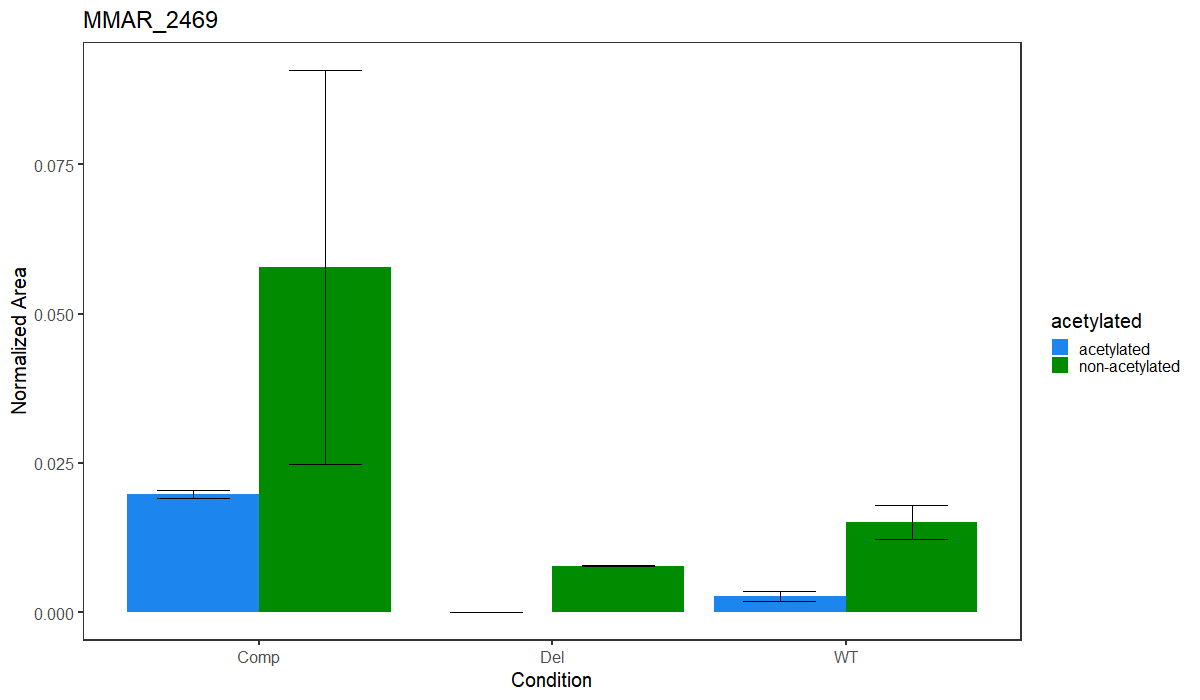 MMAR_2469
Normalized Area
0.075
0.050
0.025
0.000
Comp
Del
WT
Condition
acetylated
acetylated
non-acetylated